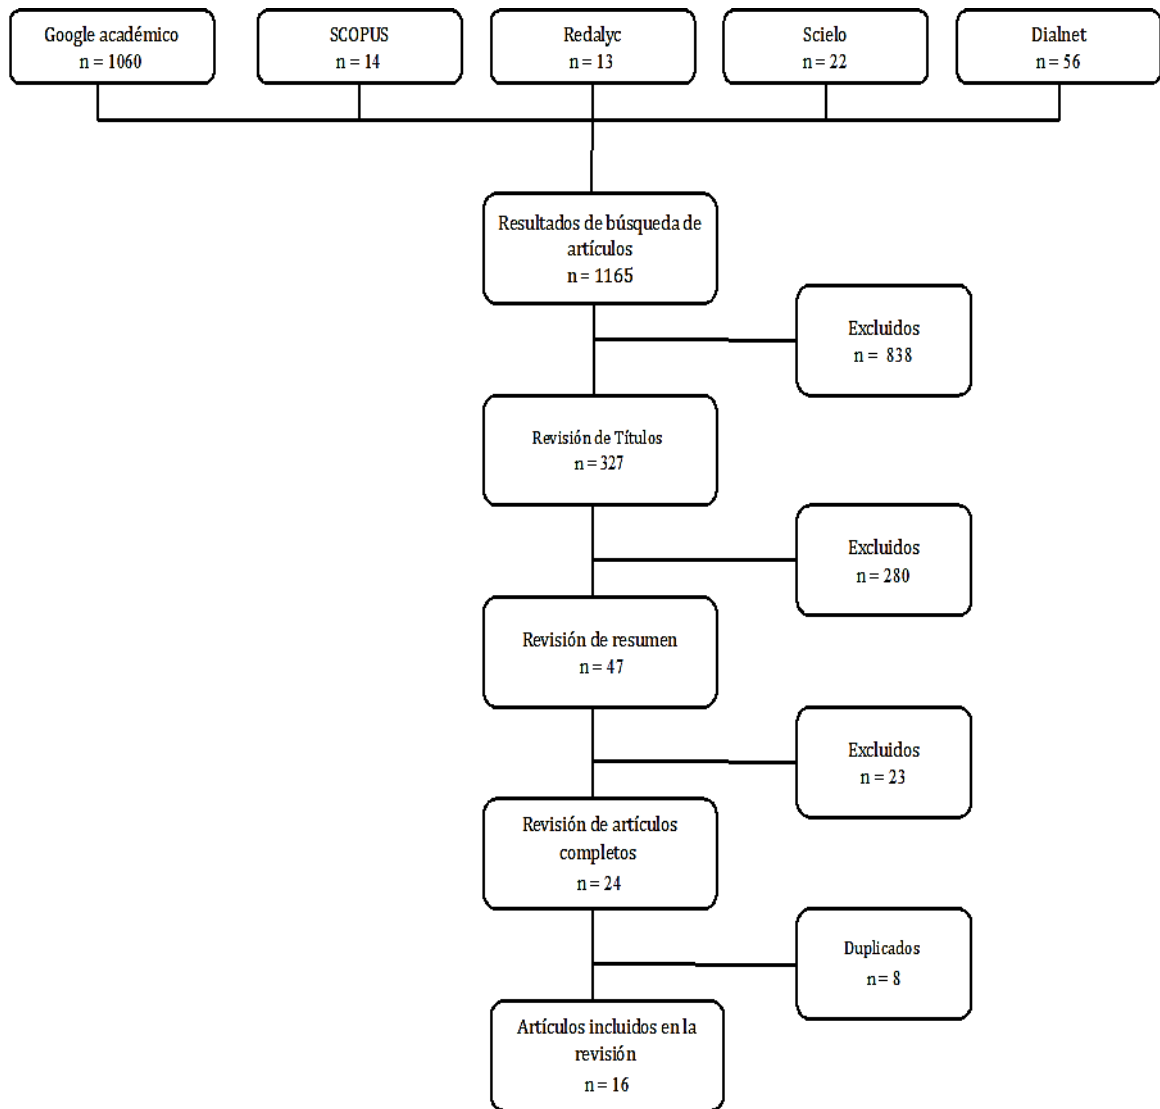 Google académico
n = 1060
SCOPUS
n = 14
Redalyc
n = 13
Scielo
n = 22
Dialnet
n = 56
Resultados de búsqueda de
artículos
n = 1165
Excluidos
n = 838
Revisión de Títulos
n = 327
Excluidos
n = 280
Revisión de resumen
n = 47
Excluidos
n = 23
Revisión de artículos
completos
n = 24
Duplicados
n = 8
Artículos incluidos en la
revisión
n = 16